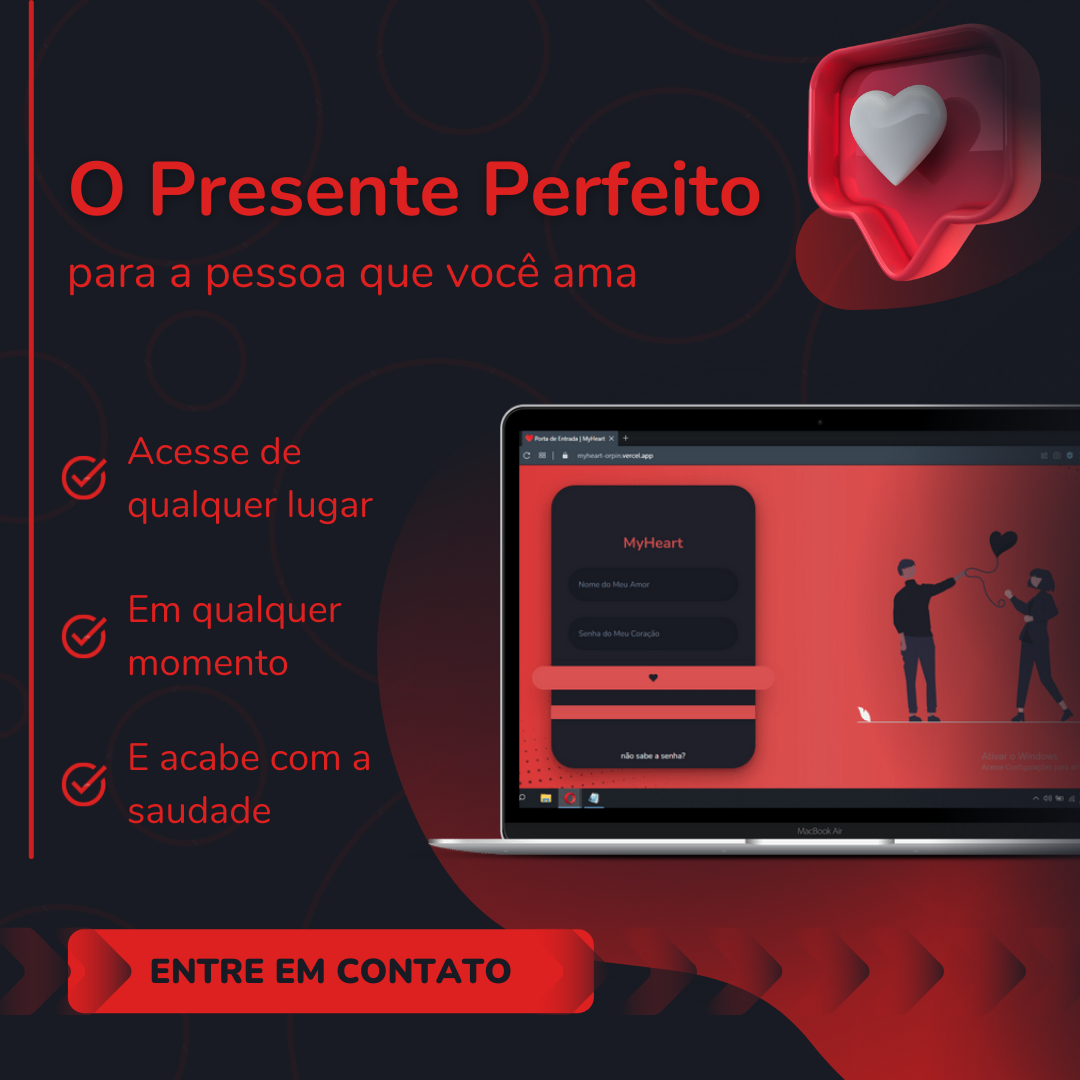 O Presente Perfeito
para a pessoa que você ama
Acesse de
qualquer lugar
Em qualquer
momento
E acabe com a
saudade
Porta de Entrada | MyHeart
myheart-orpin.vercel.app
MyHeart
Nome do Meu Amor
Senha do Meu Coração
não sabe a senha?
Ativar o Windows
MacBook Air
ENTRE EM CONTATO